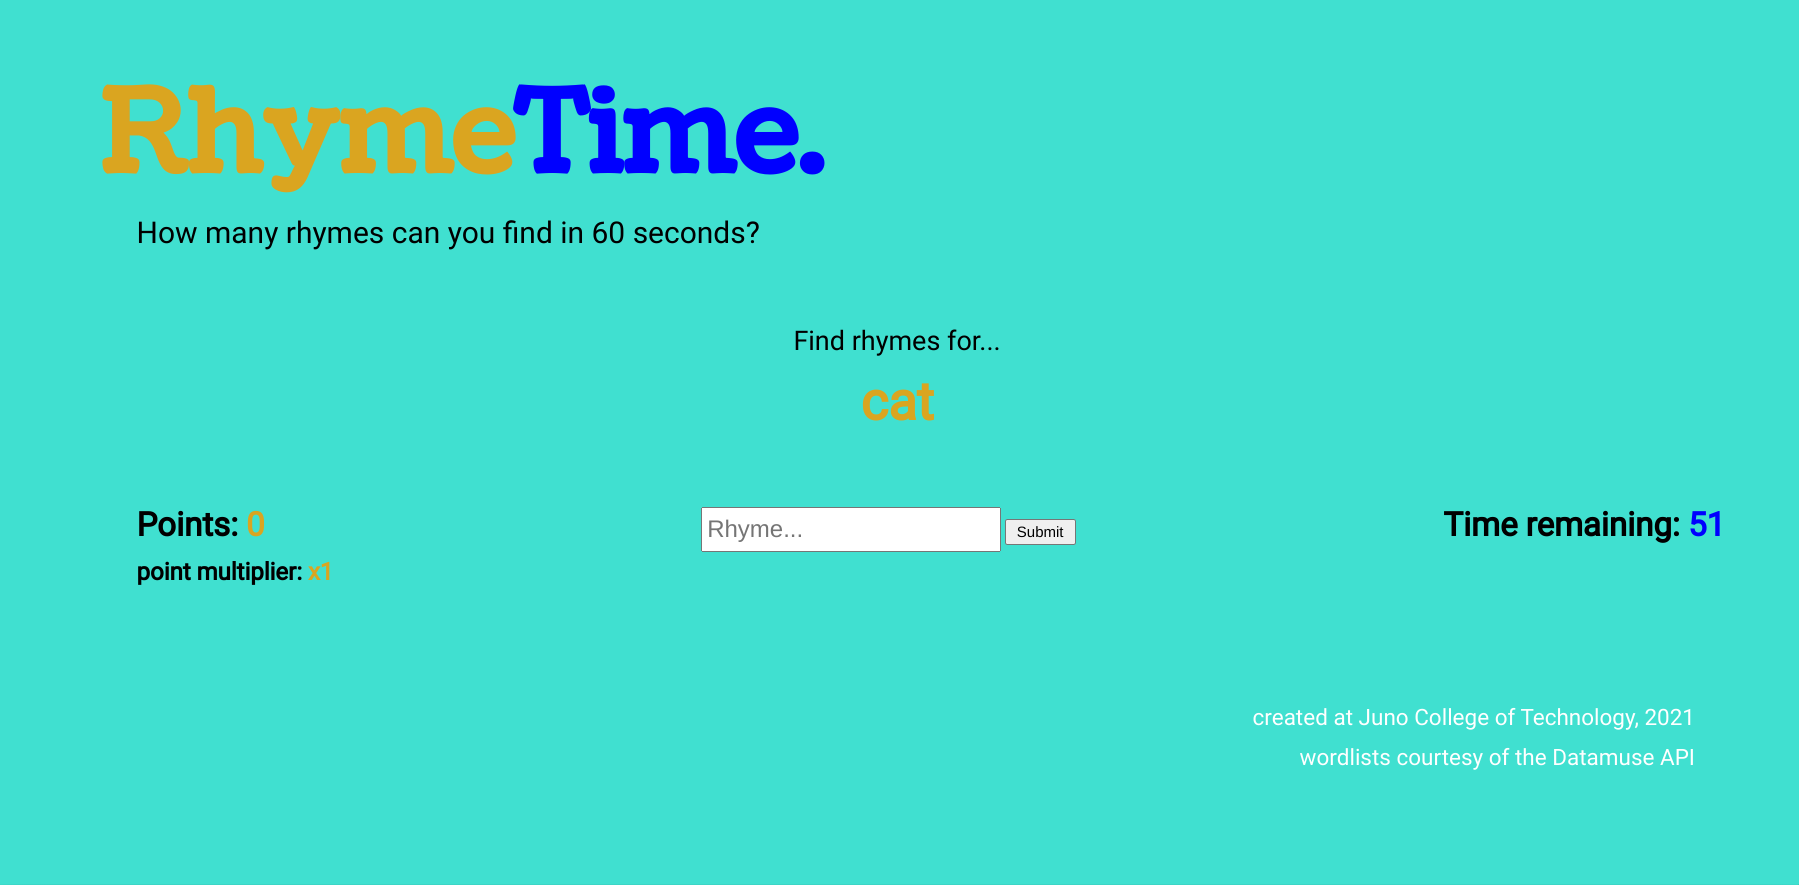 RhymeTime.
How many rhymes can you find in 60 seconds?
Find rhymes for...
cat
Points: 0
point multiplier: x1
Rhyme...
Submit
Time remaining: 51
created at Juno College of Technology, 2021
wordlists courtesy of the Datamuse API